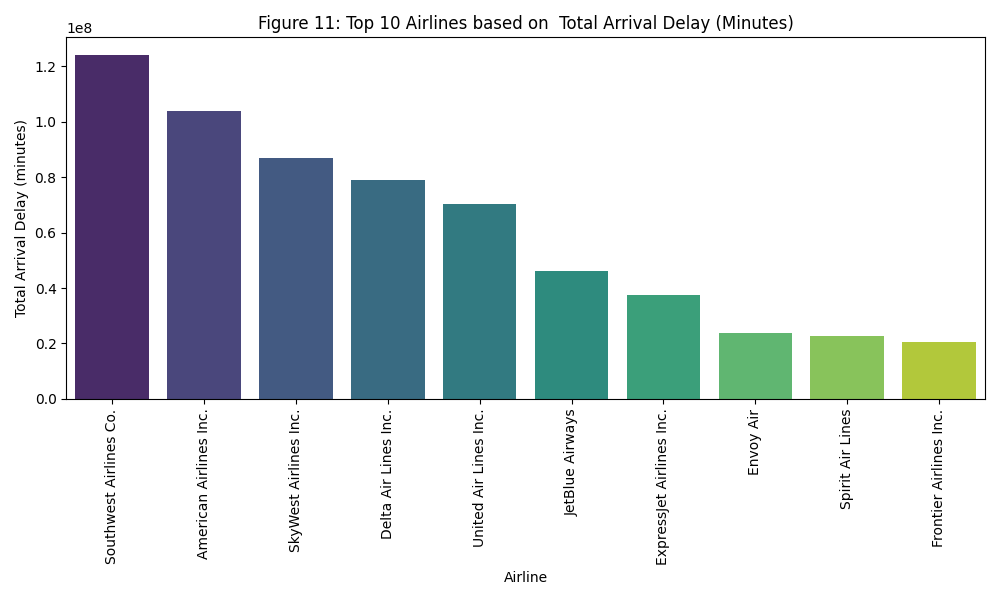 Figure 11: Top 10 Airlines based on  Total Arrival Delay (Minutes)
1e8
1.2
1.0
0.8
0.6
0.4
0.2
0.0
Total Arrival Delay (minutes)
Southwest Airlines Co.
American Airlines Inc.
SkyWest Airlines Inc.
Delta Air Lines Inc.
United Air Lines Inc.
JetBlue Airways
ExpressJet Airlines Inc.
Envoy Air
Spirit Air Lines
Frontier Airlines Inc.
Airline